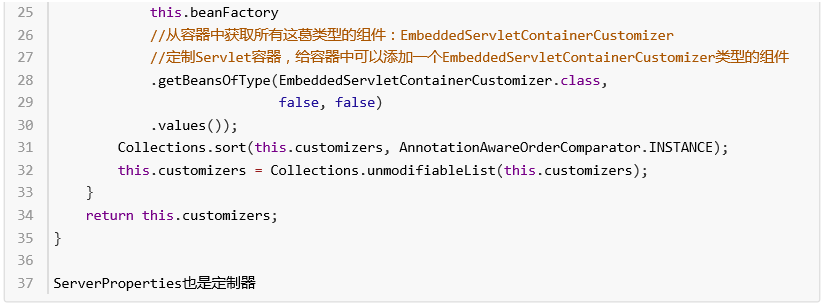 25 this.beanFactory
26 //从容器中获取所有这葛类型的组件：EmbeddedServletContainerCustomizer
27 //定制Servlet容器，给容器中可以添加一个EmbeddedServletContainerCustomizer类型的组件
28 .getBeansOfType(EmbeddedServletContainerCustomizer.class,
29 false, false)
30 .values());
31 Collections.sort(this.customizers, AnnotationAwareOrderComparator.INSTANCE);
32 this.customizers = Collections.unmodifiableList(this.customizers);
33 }
34 return this.customizers;
35 }
36
37 ServerProperties也是定制器